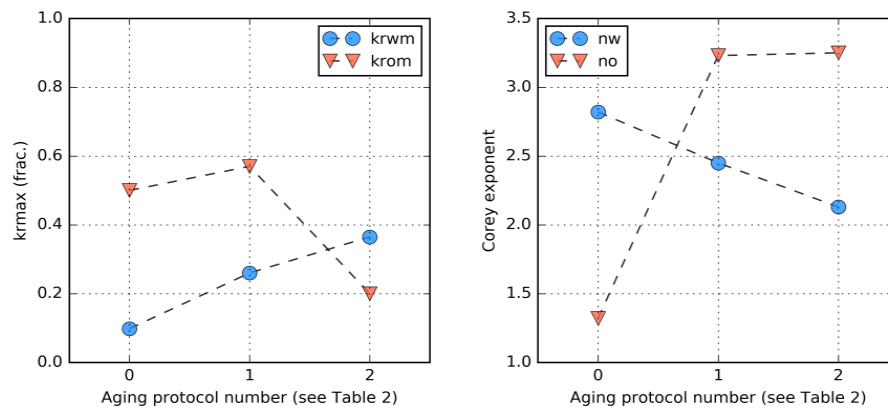 krmax (frac.)
1.0
0.8
0.6
0.4
0.2
0.0
krwm
krom
0 1 2
Aging protocol number (see Table 2)
Corey exponent
3.5
3.0
2.5
2.0
1.5
1.0
nw
no
0 1 2
Aging protocol number (see Table 2)